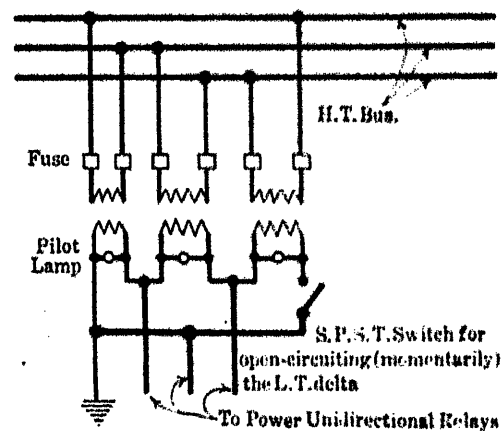 H.T.Bus.
Fuse
Pilot
Lamp
S.P.S.T.Switch for
open-circuiting(momentarily)
the L.T.delta
To Power Unidirectional Relays